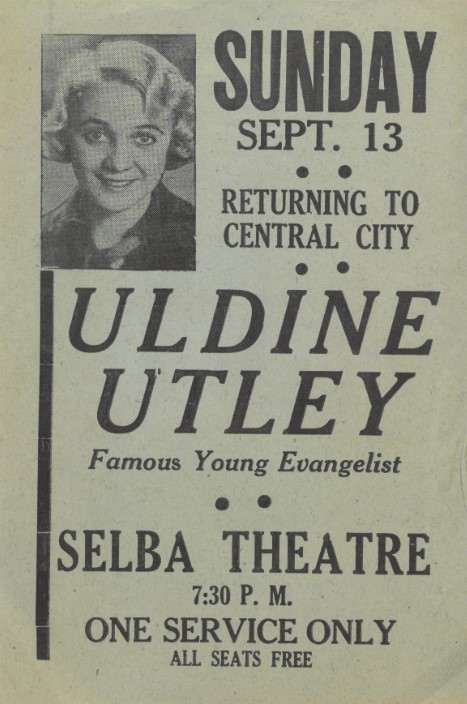 SUNDAY
SEPT. 13
RETURNING TO
CENTRAL CITY
ULDINE
UTLEY
Famous Young Evangelist
SELBA THEATRE
7:30 P. M.
ONE SERVICE ONLY
ALL SEATS FREE